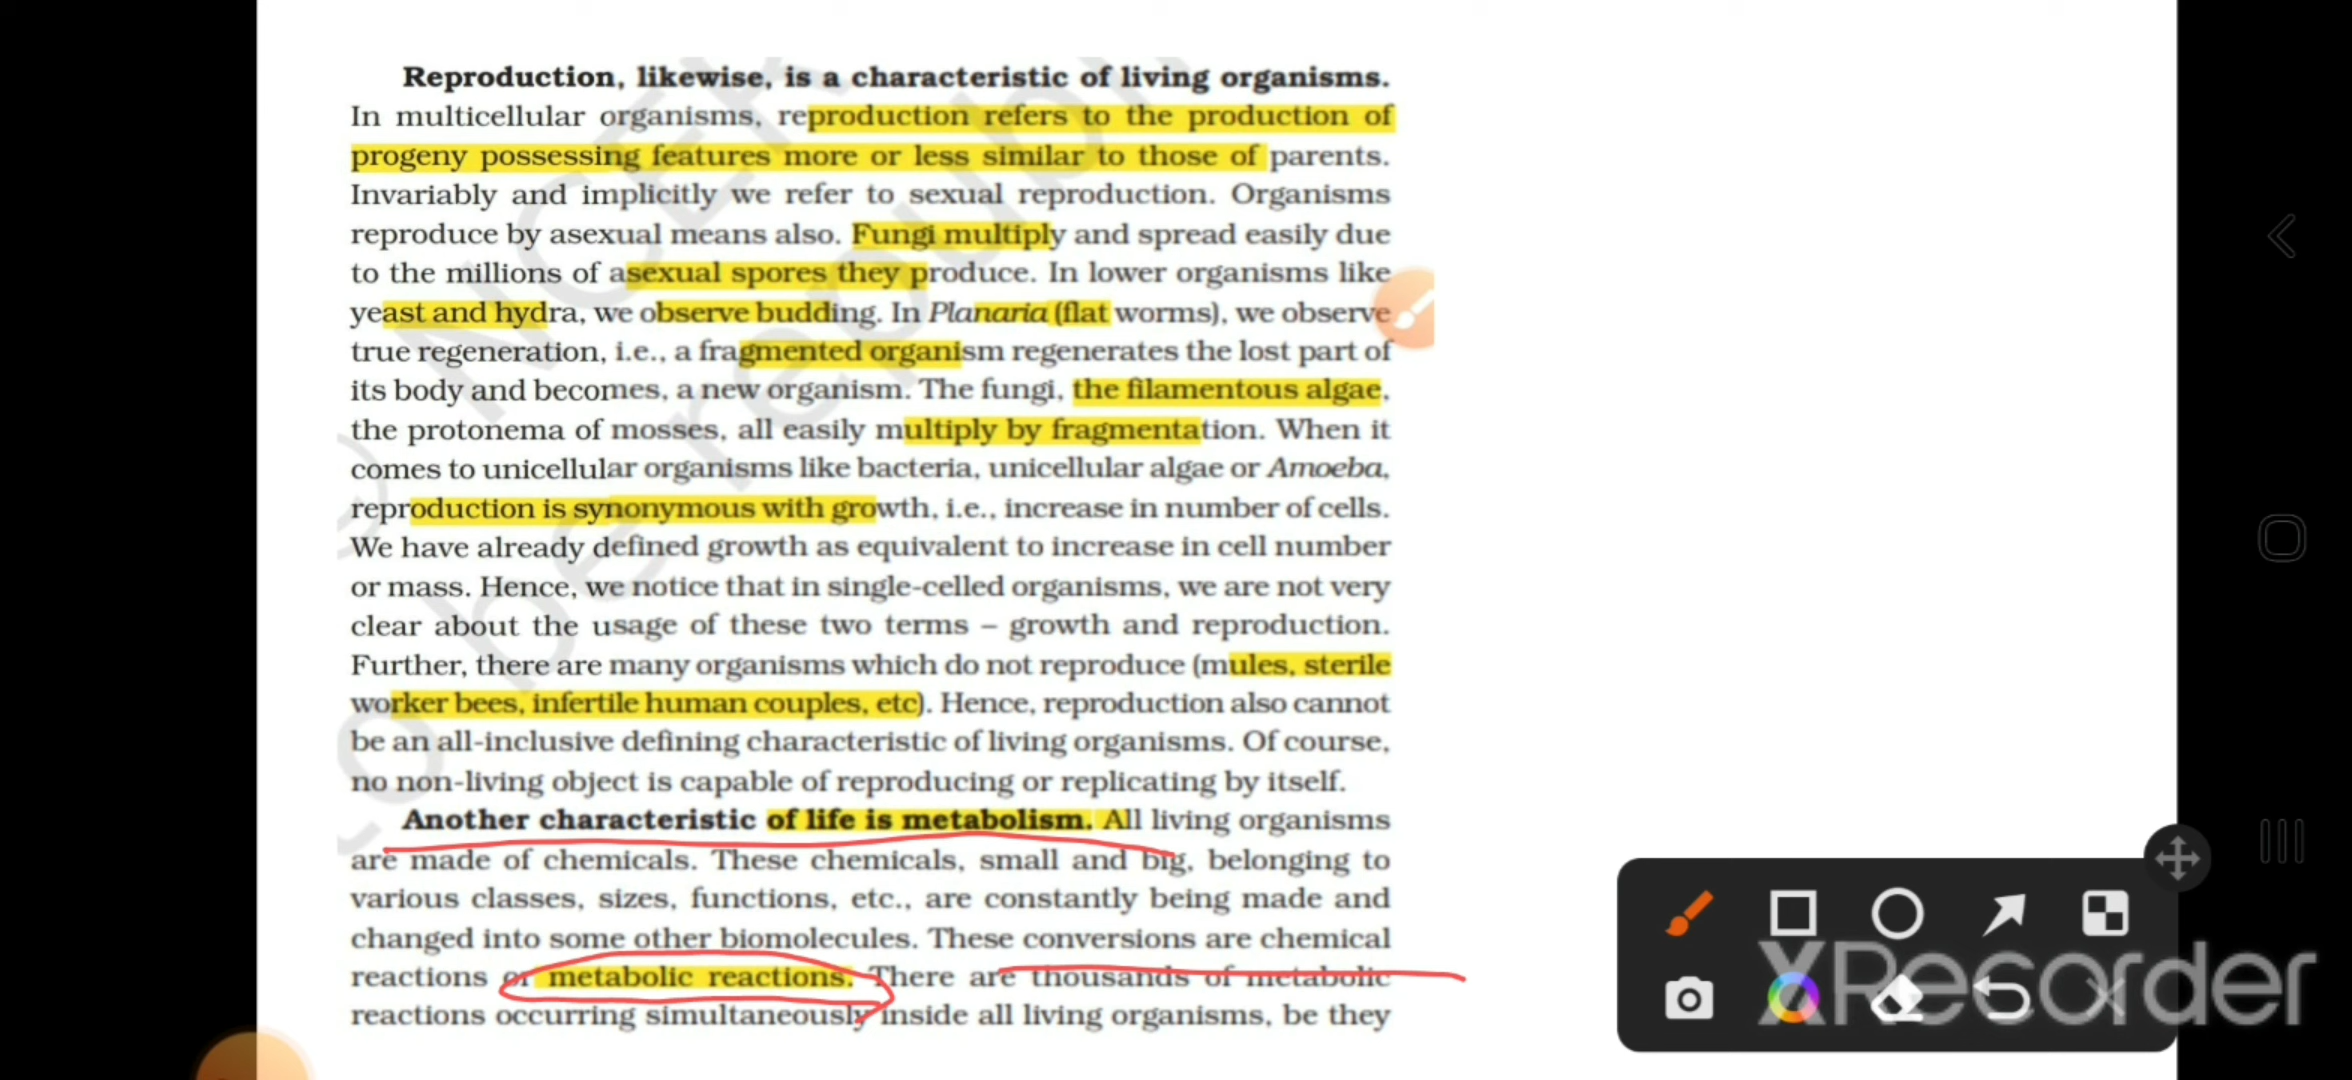 Reproduction, likewise, is a characteristic of living organisms.
In multicellular organisms, reproduction refers to the production of
progeny possessing features more or less similar to those of parents.
Invariably and implicitly we refer to sexual reproduction. Organisms
reproduce by asexual means also. Fungi multiply and spread easily due
to the millions of asexual spores they produce. In lower organisms like
yeast and hydra, we observe budding. In Planaria (flat worms), we observe
true regeneration, i.e., a fragmented organism regenerates the lost part of
its body and becomes, a new organism. The fungi, the filamentous algae,
the protonema of mosses, all easily multiply by fragmentation. When it
comes to unicellular organisms like bacteria, unicellular algae or Amoeba,
reproduction is synonymous with growth, i.e., increase in number of cells.
We have already defined growth as equivalent to increase in cell number
or mass. Hence, we notice that in single-celled organisms, we are not very
clear about the usage of these two terms – growth and reproduction.
Further, there are many organisms which do not reproduce (mules, sterile
worker bees, infertile human couples, etc). Hence, reproduction also cannot
be an all-inclusive defining characteristic of living organisms. Of course,
no non-living object is capable of reproducing or replicating by itself.
Another characteristic of life is metabolism. All living organisms
are made of chemicals. These chemicals, small and big, belonging to
various classes, sizes, functions, etc., are constantly being made and
changed into some other biomolecules. These conversions are chemical
reactions or metabolic reactions. There are thousands of metabolic
reactions occurring simultaneously inside all living organisms, be they
XRecorder